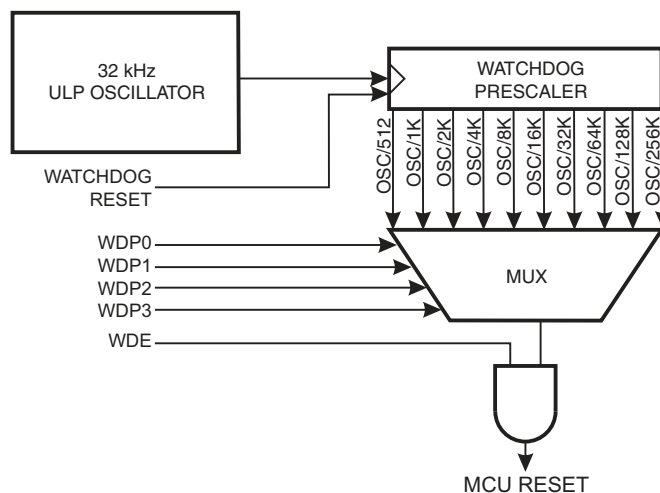 32 kHz
ULP OSCILLATOR
WATCHDOG
PRESCALER
OSC/512
OSC/1K
OSC/2K
OSC/4K
OSC/8K
OSC/16K
OSC/32K
OSC/64K
OSC/128K
OSC/256K
WATCHDOG
RESET
WDP0
WDP1
WDP2
WDP3
WDE
MUX
MCU RESET